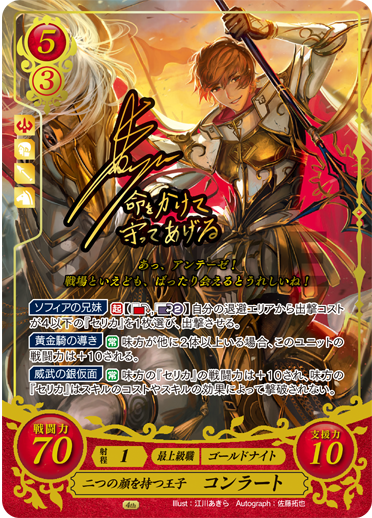 5
3
命をかけて
守ってあげる
あっ、アンテーゼ!
戦場といえども、ばったり会えるとうれしいね!
ソフィアの兄妹 起【、②】自分の退避エリアから出撃コスト
が4以下の『セリカ』を1枚選び、出撃させる。
黄金騎の導き 常 味方が他に2体以上いる場合、このユニットの
戦闘力は+10される。
威武の銀仮面 常 味方の『セリカ』の戦闘力は+10され、味方の
『セリカ』はスキルのコストやスキルの効果によって撃破されない。
戦闘力
70
射程 1 最上級職 ゴールドナイト
支援力
10
二つの顔を持つ王子 コンラート
4th
Illust:江川あきら Autograph:佐藤拓也